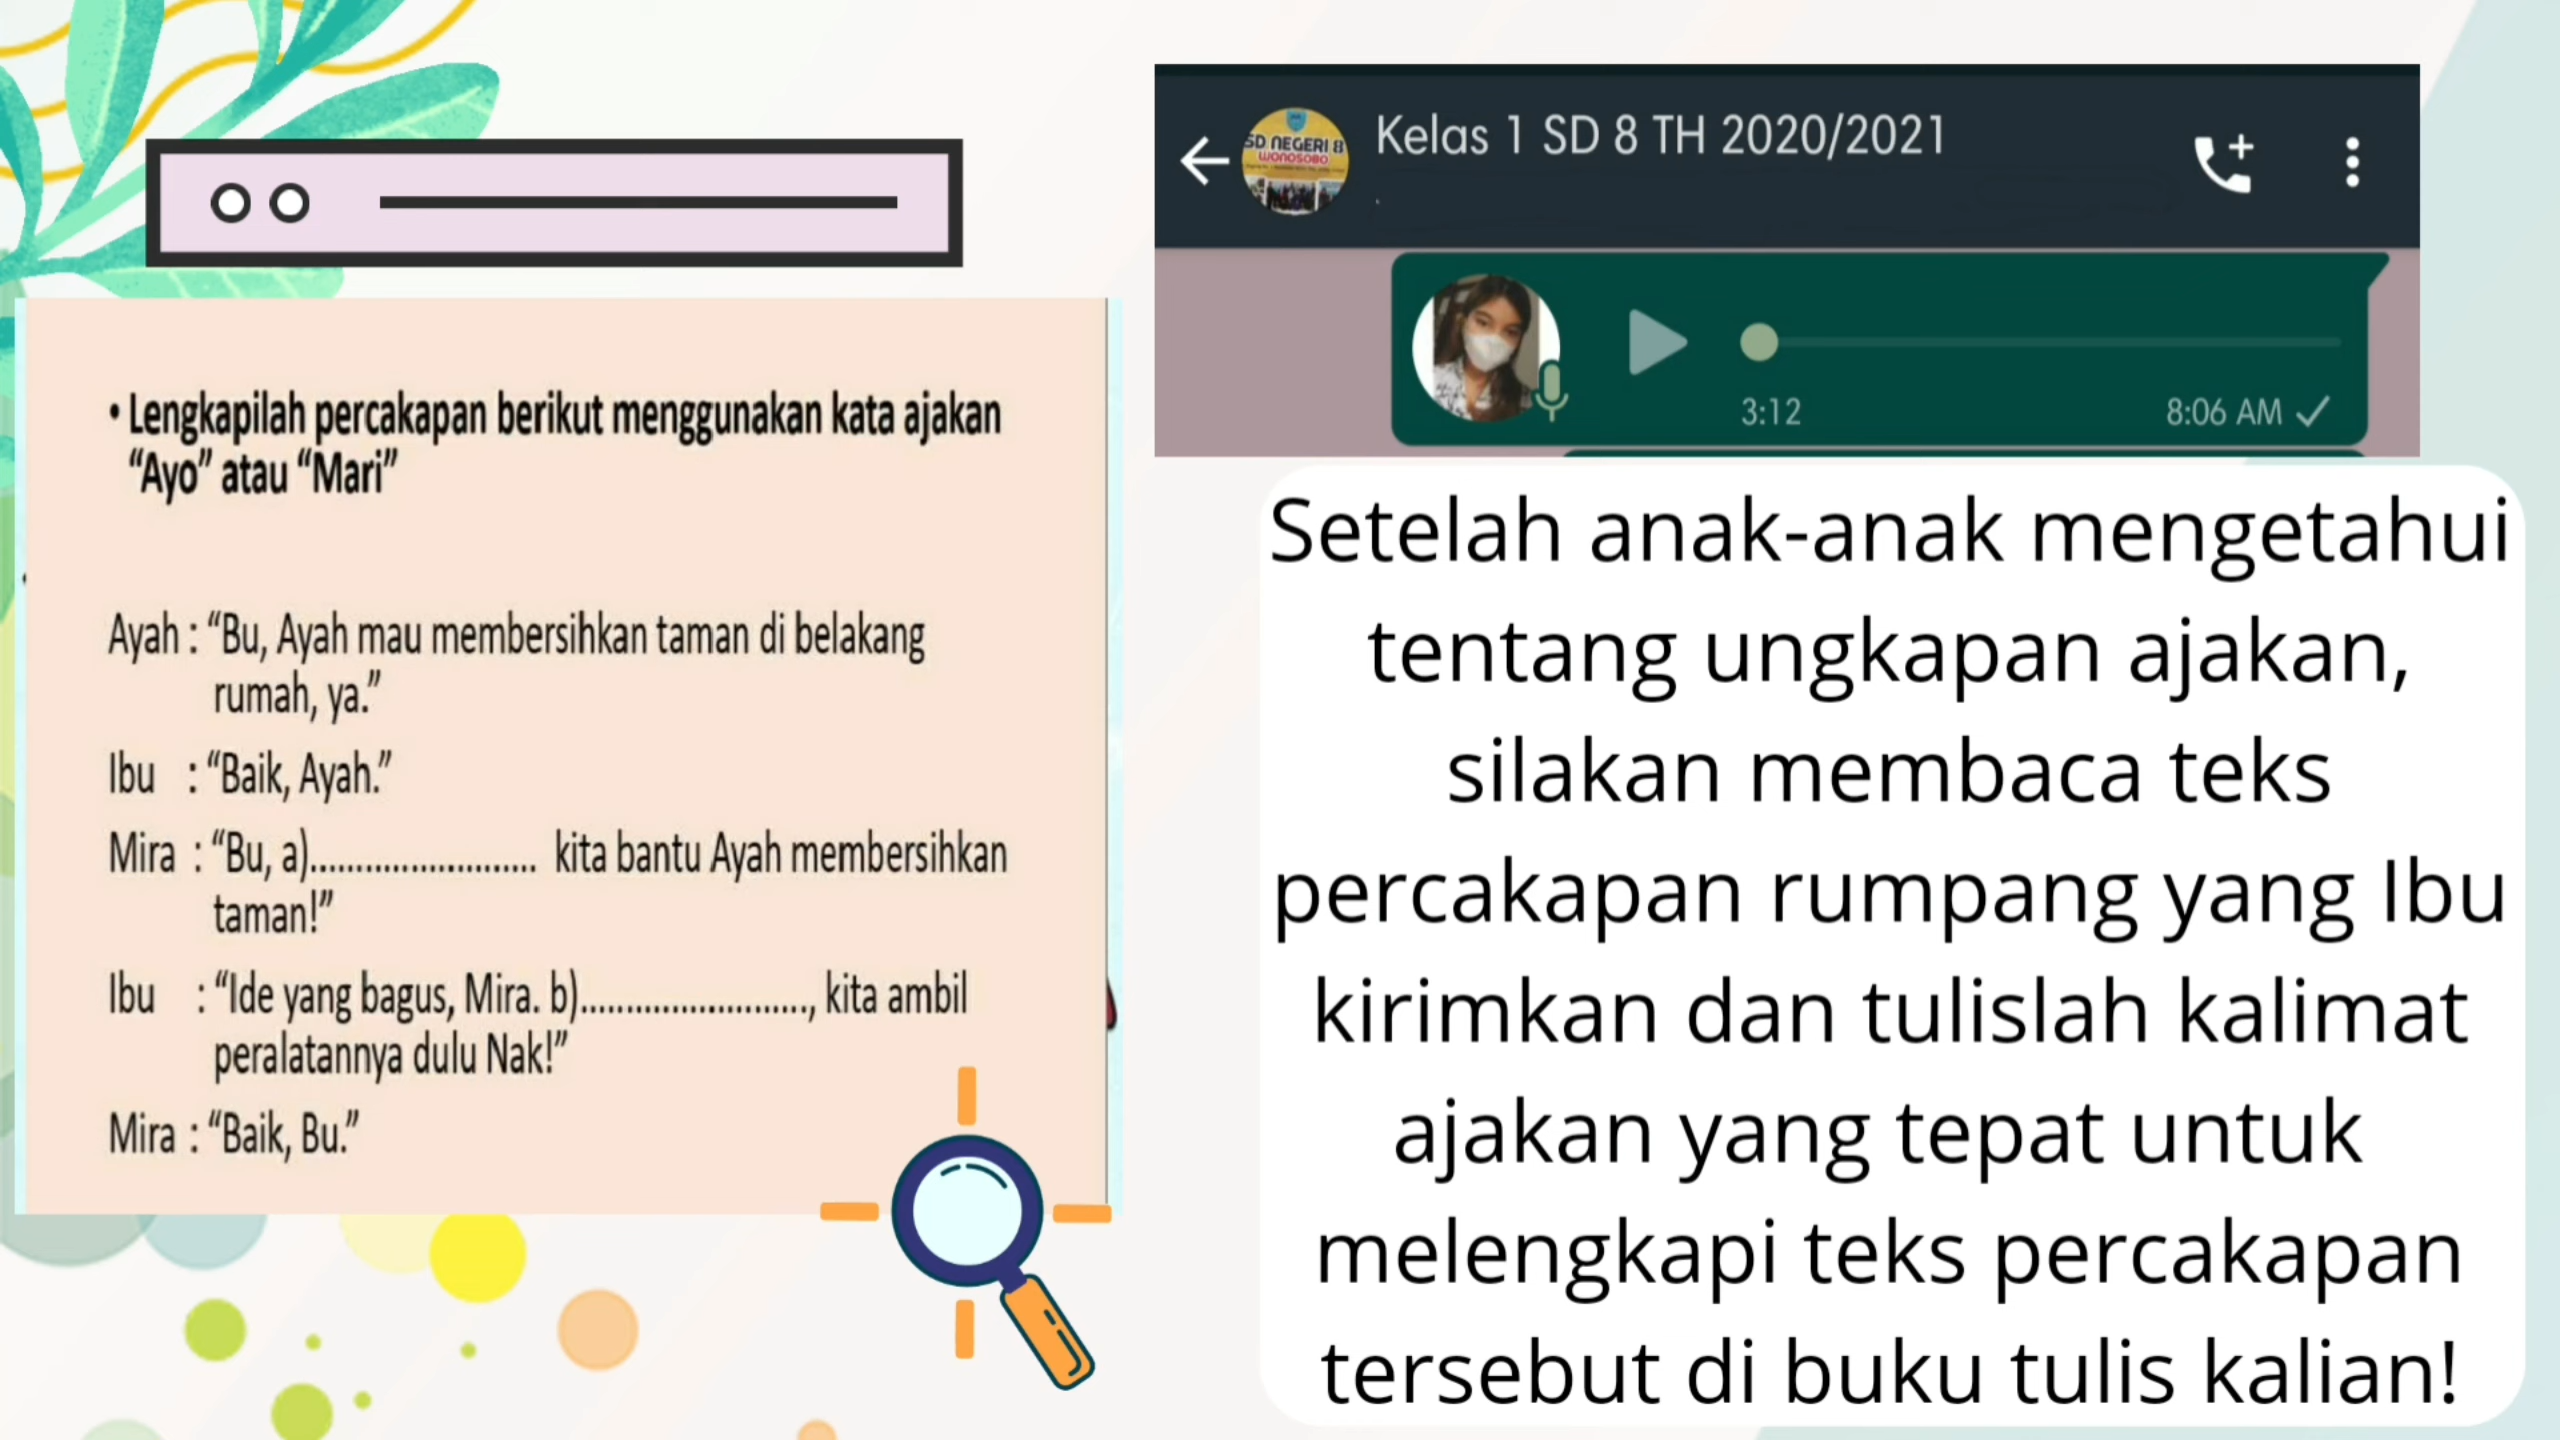 • Lengkapilah percakapan berikut menggunakan kata ajakan
“Ayo” atau “Mari”
Ayah : “Bu, Ayah mau membersihkan taman di belakang
rumah, ya.”
Ibu : “Baik, Ayah.”
Mira : “Bu, a)......................... kita bantu Ayah membersihkan
taman!”
Ibu : “Ide yang bagus, Mira. b)........................., kita ambil
peralatannya dulu Nak!”
Mira : “Baik, Bu.”
SD NEGERI 8
WONOSOBO
Kelas 1 SD 8 TH 2020/2021
3:12
8:06 AM
Setelah anak-anak mengetahui
tentang ungkapan ajakan,
silakan membaca teks
percakapan rumpang yang Ibu
kirimkan dan tulislah kalimat
ajakan yang tepat untuk
melengkapi teks percakapan
tersebut di buku tulis kalian!